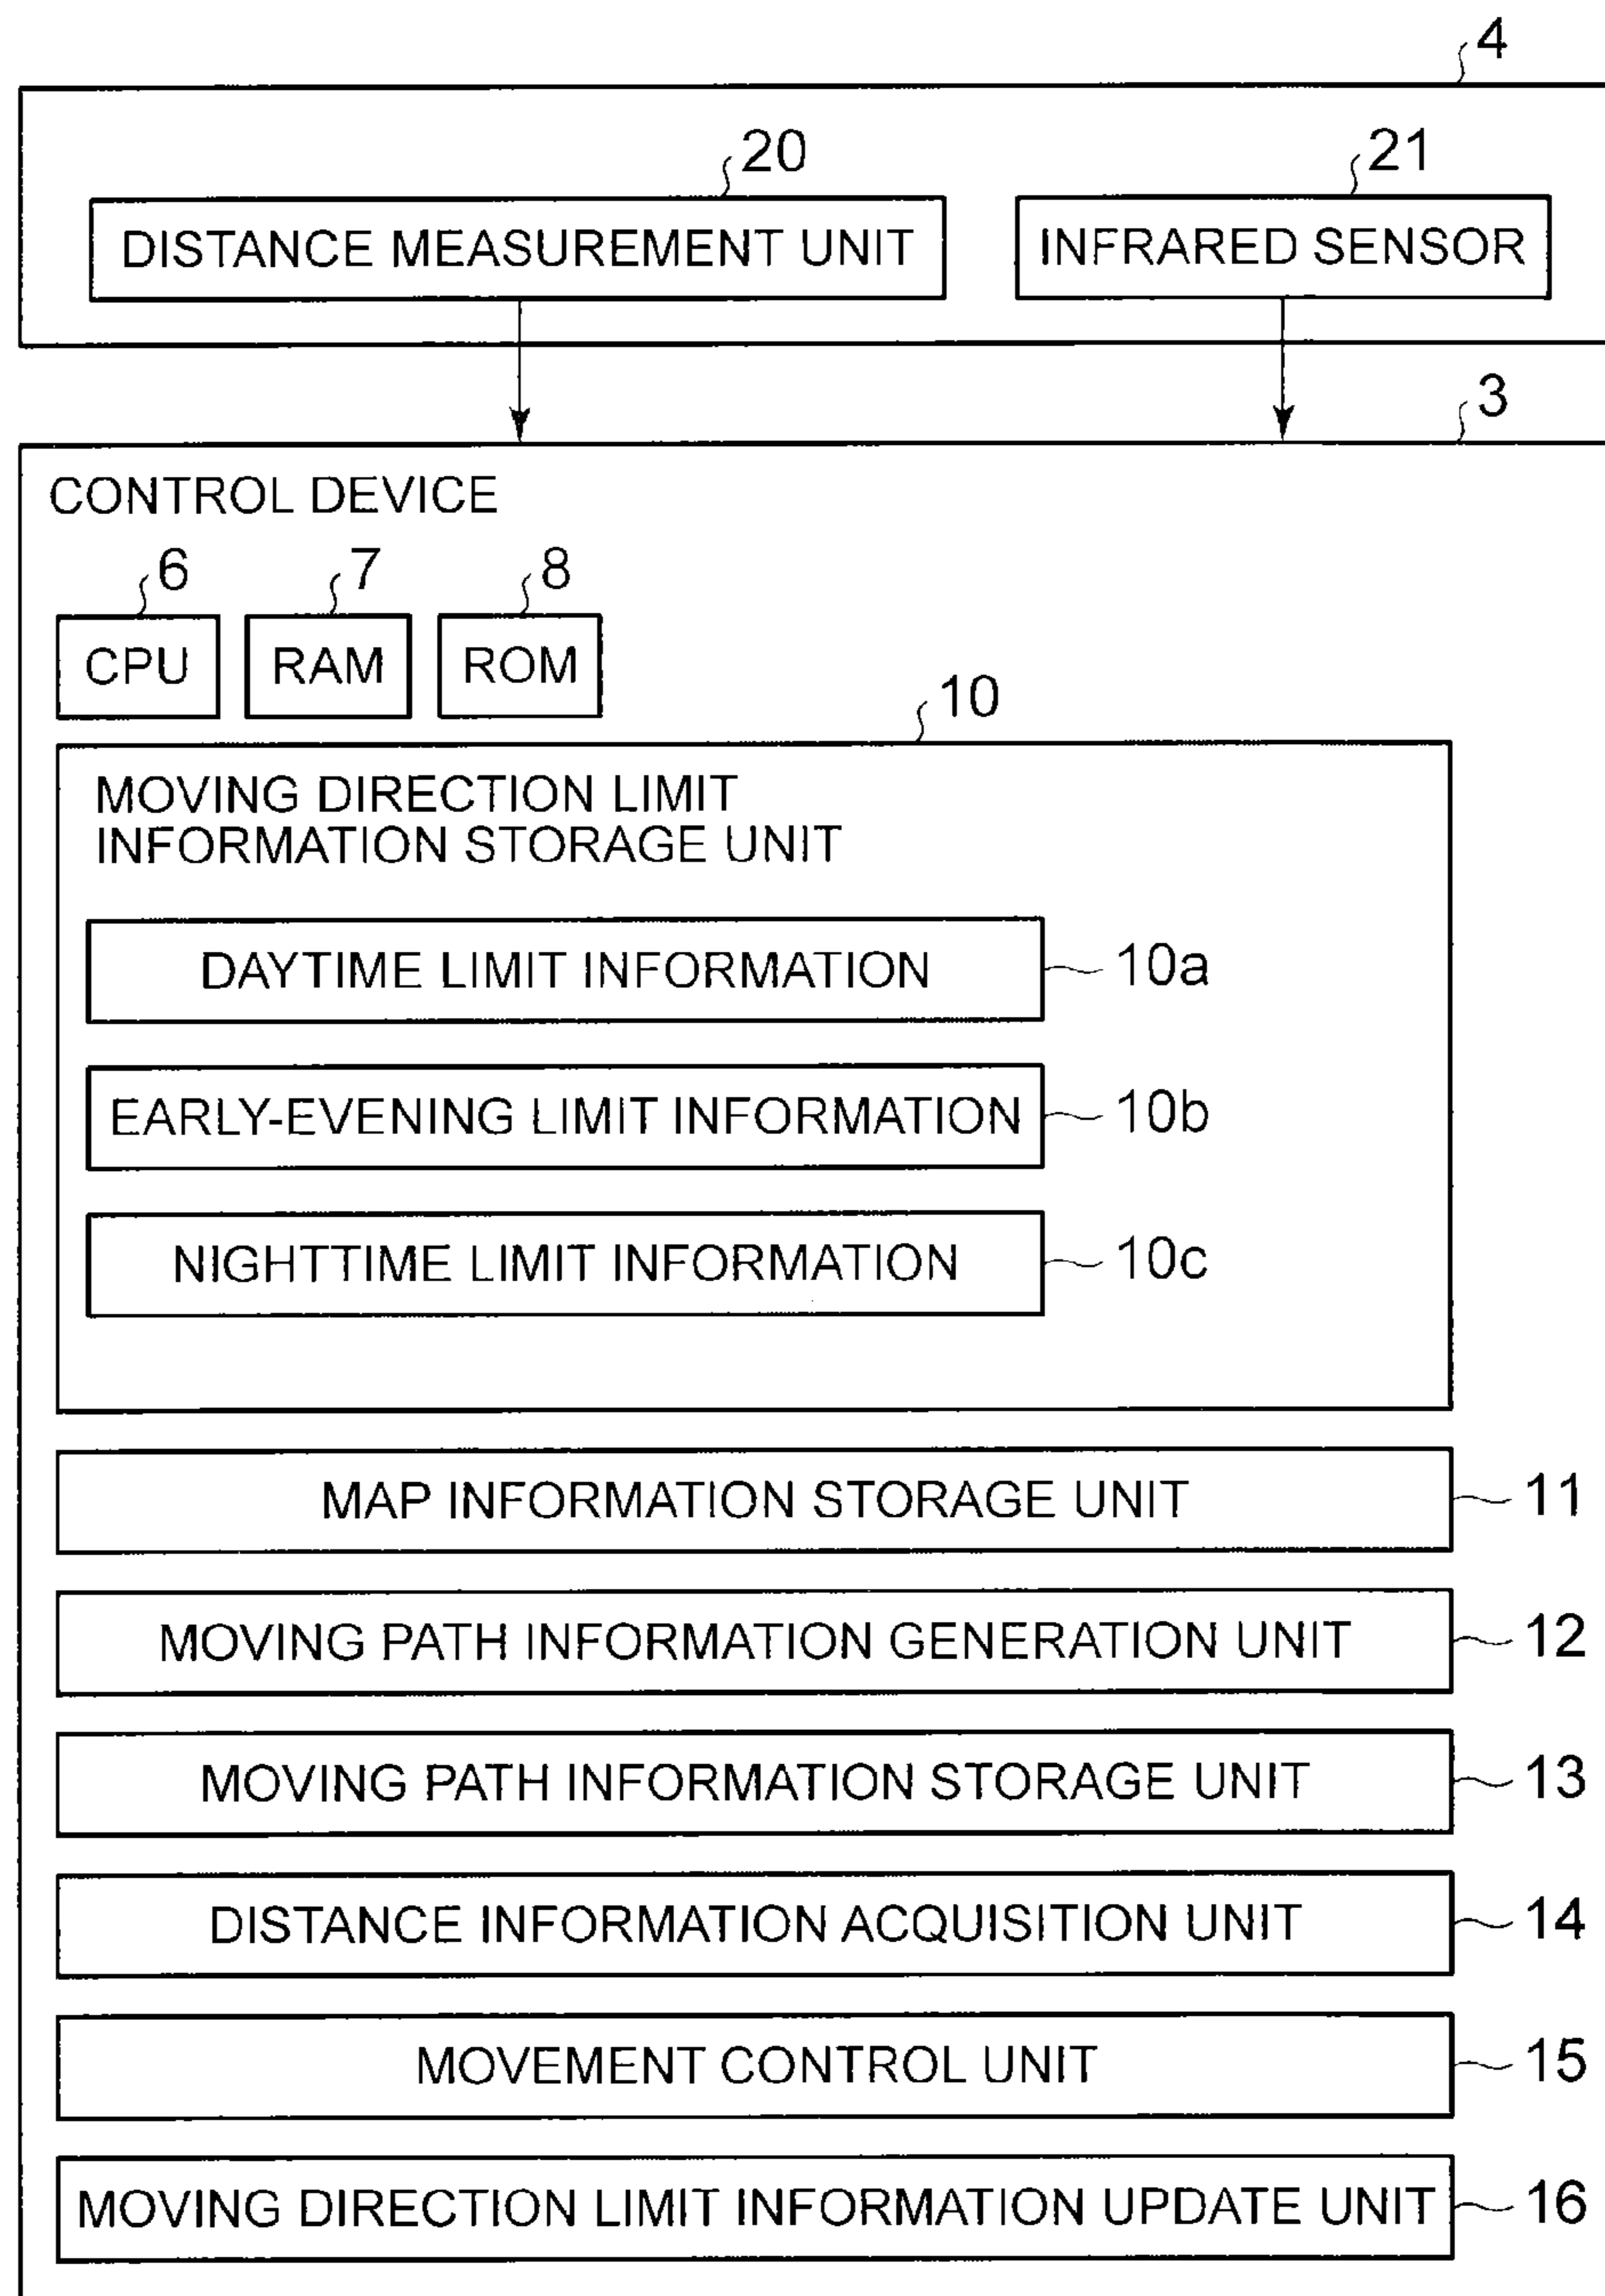 4
20
21
DISTANCE MEASUREMENT UNIT
INFRARED SENSOR
3
CONTROL DEVICE
6
7
8
CPU
RAM
ROM
10
MOVING DIRECTION LIMIT
INFORMATION STORAGE UNIT
DAYTIME LIMIT INFORMATION
10a
EARLY-EVENING LIMIT INFORMATION
10b
NIGHTTIME LIMIT INFORMATION
10c
MAP INFORMATION STORAGE UNIT
11
MOVING PATH INFORMATION GENERATION UNIT
12
MOVING PATH INFORMATION STORAGE UNIT
13
DISTANCE INFORMATION ACQUISITION UNIT
14
MOVEMENT CONTROL UNIT
15
MOVING DIRECTION LIMIT INFORMATION UPDATE UNIT
16